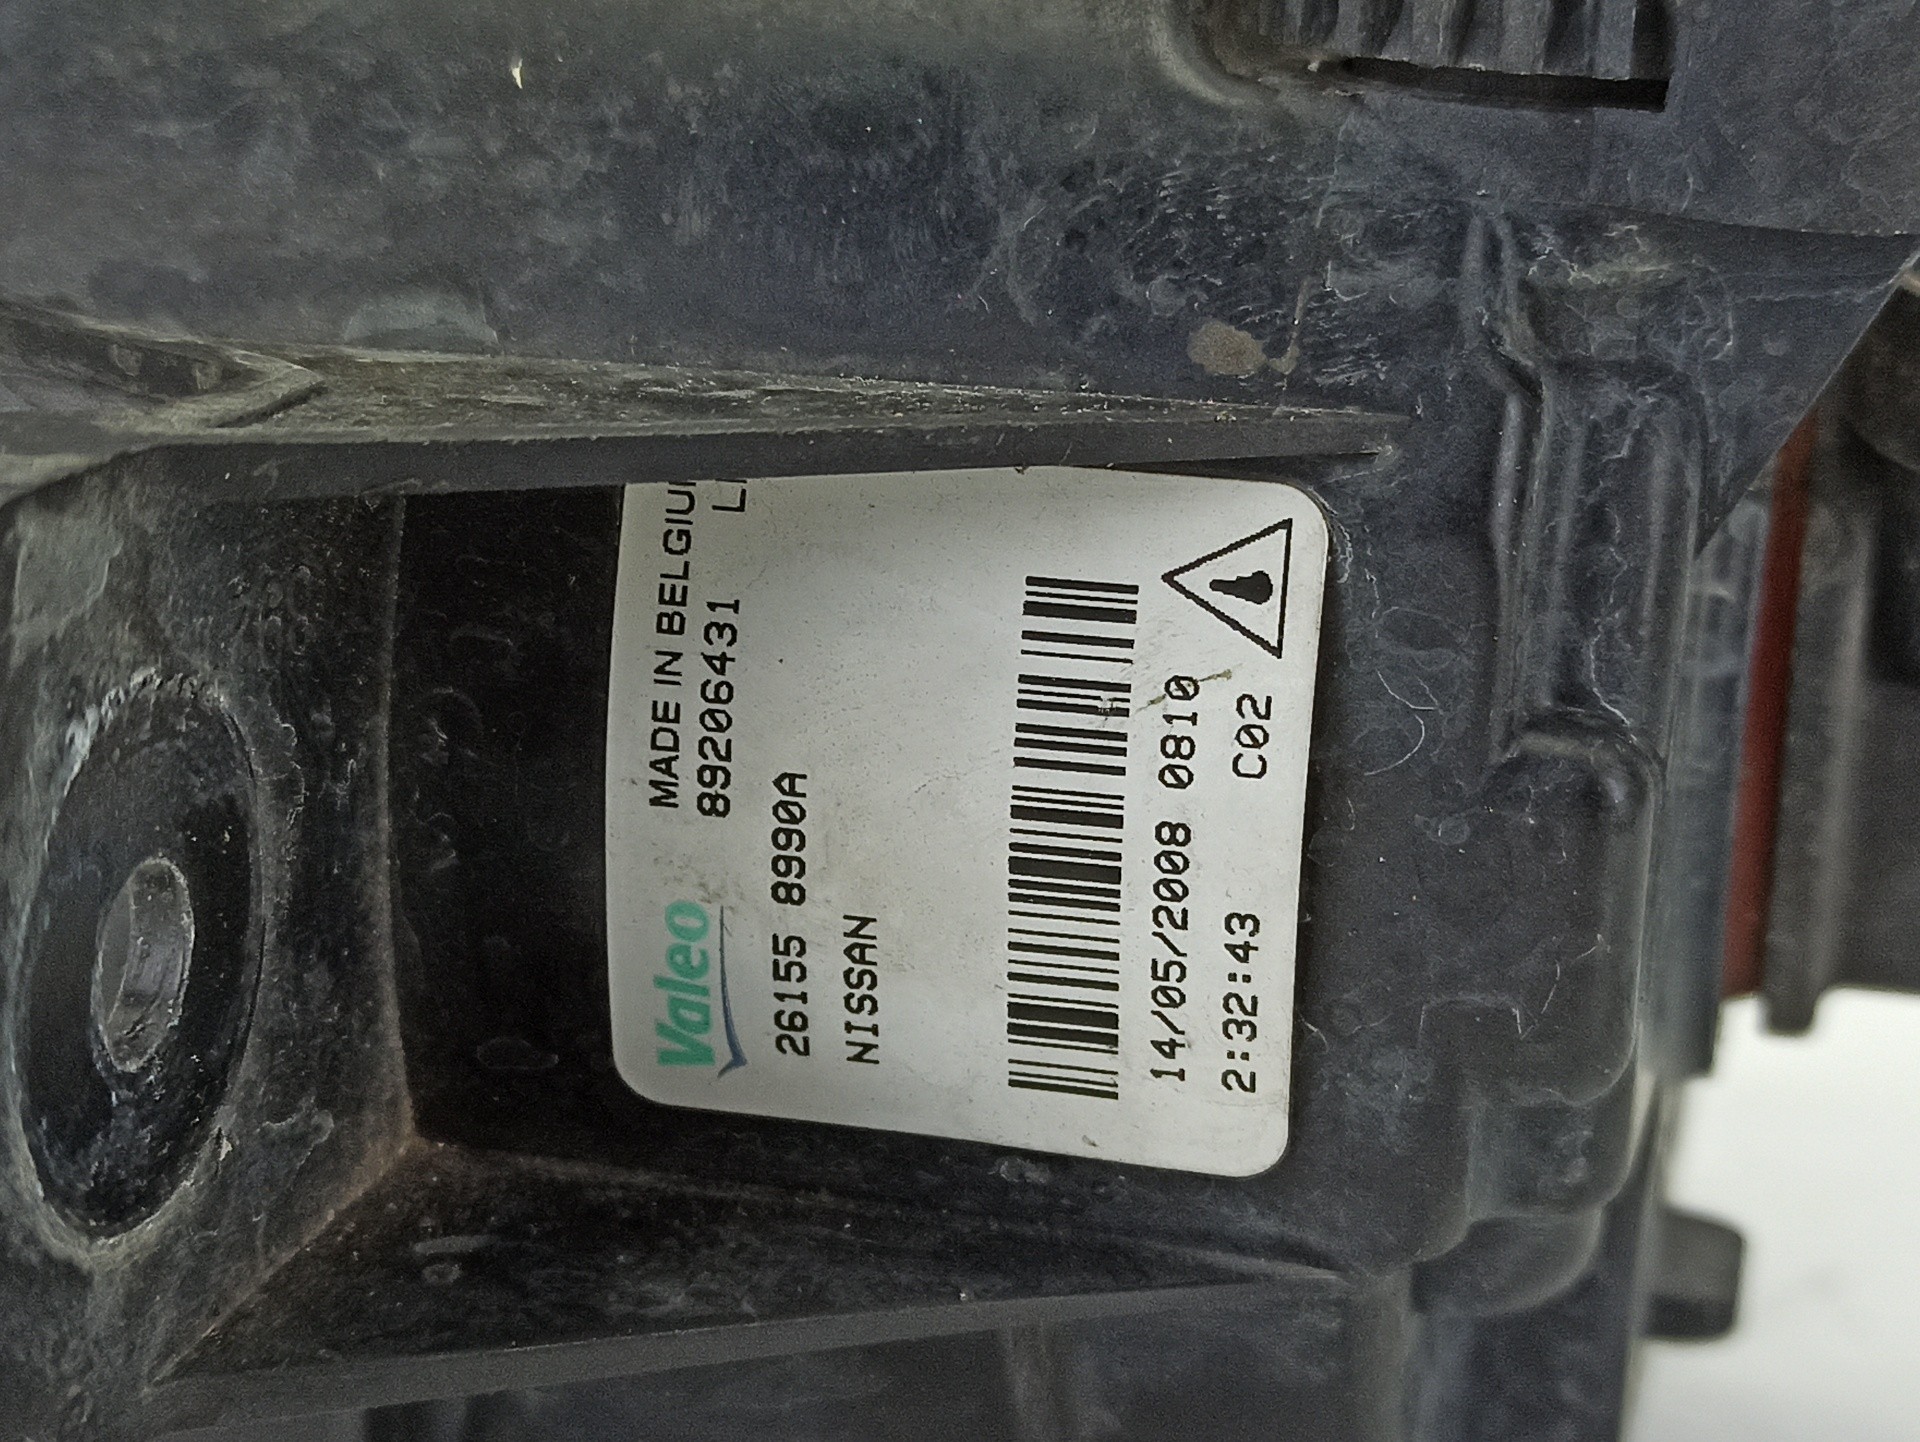 MADE IN BELGIU
89206431
Valeo
26155 8990A
NISSAN
14/05/2008 0810
2:32:43 C02